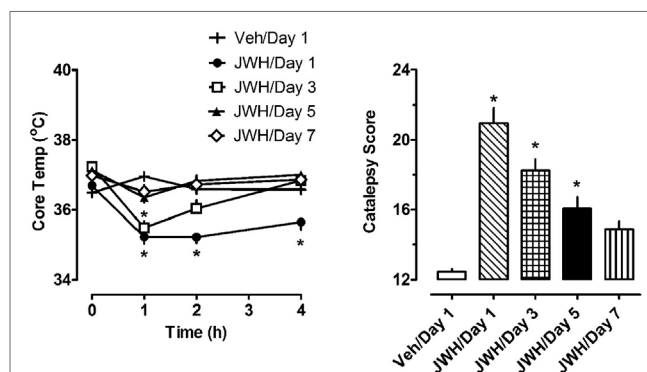 Veh/Day 1
JWH/Day 1
JWH/Day 3
JWH/Day 5
JWH/Day 7
40
38
36
34
Core Temp (°C)
*
*
*
*
0 1 2 3 4
Time (h)
24
20
16
12
Catalepsy Score
*
*
*
Veh/Day 1
JWH/Day 1
JWH/Day 3
JWH/Day 5
JWH/Day 7